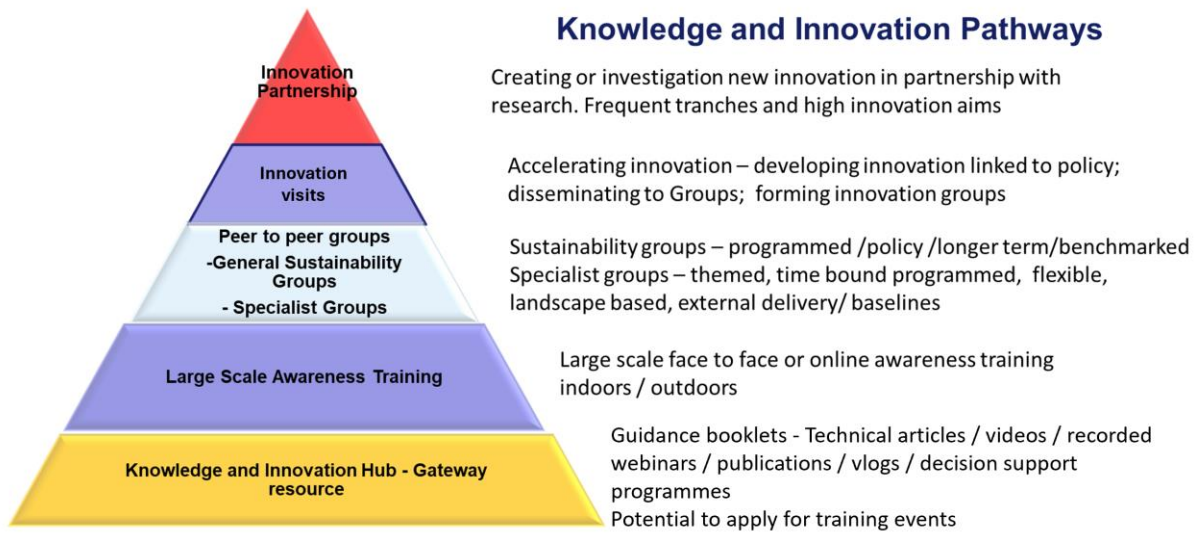 Knowledge and Innovation Pathways
Innovation
Partnership
Creating or investigation new innovation in partnership with
research. Frequent tranches and high innovation aims
Innovation
visits
Accelerating innovation – developing innovation linked to policy;
disseminating to Groups;  forming innovation groups
Peer to peer groups
-General Sustainability
Groups
- Specialist Groups
Sustainability groups – programmed /policy /longer term/benchmarked
Specialist groups – themed, time bound programmed,  flexible,
landscape based, external delivery/ baselines
Large Scale Awareness Training
Large scale face to face or online awareness training
indoors / outdoors
Knowledge and Innovation Hub - Gateway
resource
Guidance booklets - Technical articles / videos / recorded
webinars / publications / vlogs / decision support
programmes
Potential to apply for training events